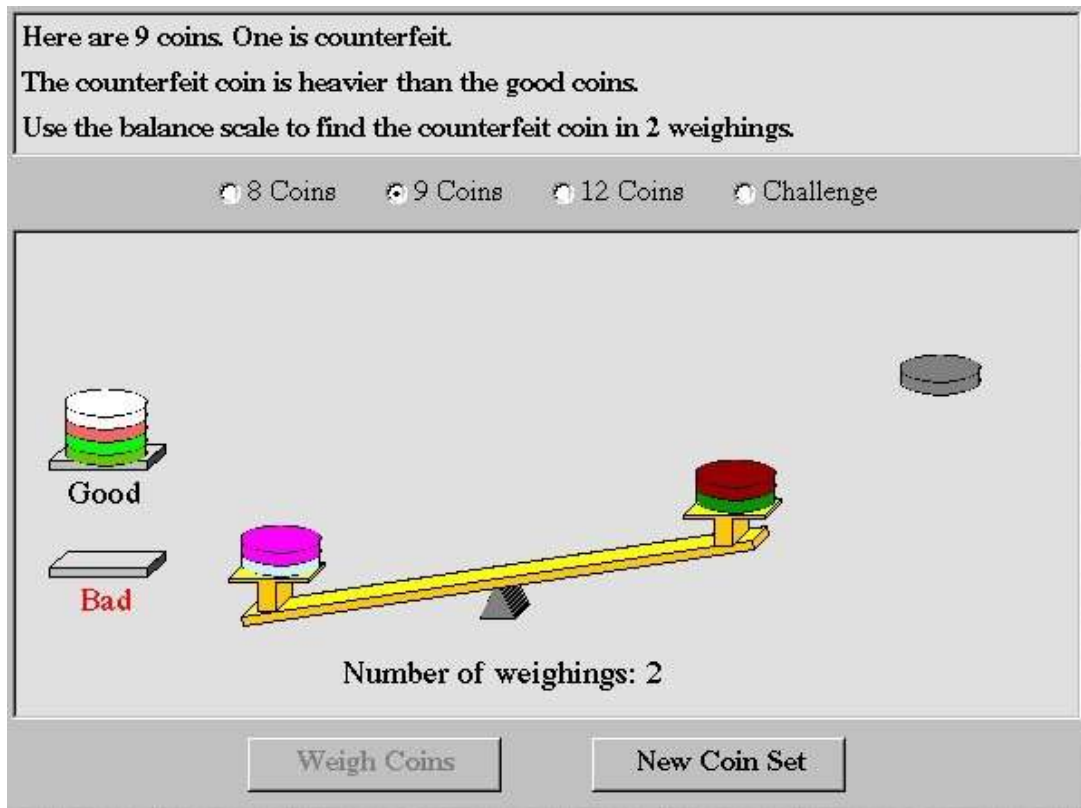 Here are 9 coins. One is counterfeit.
The counterfeit coin is heavier than the good coins.
Use the balance scale to find the counterfeit coin in 2 weighings.
8 Coins 9 Coins 12 Coins Challenge
Good
Bad
Number of weighings: 2
Weigh Coins New Coin Set